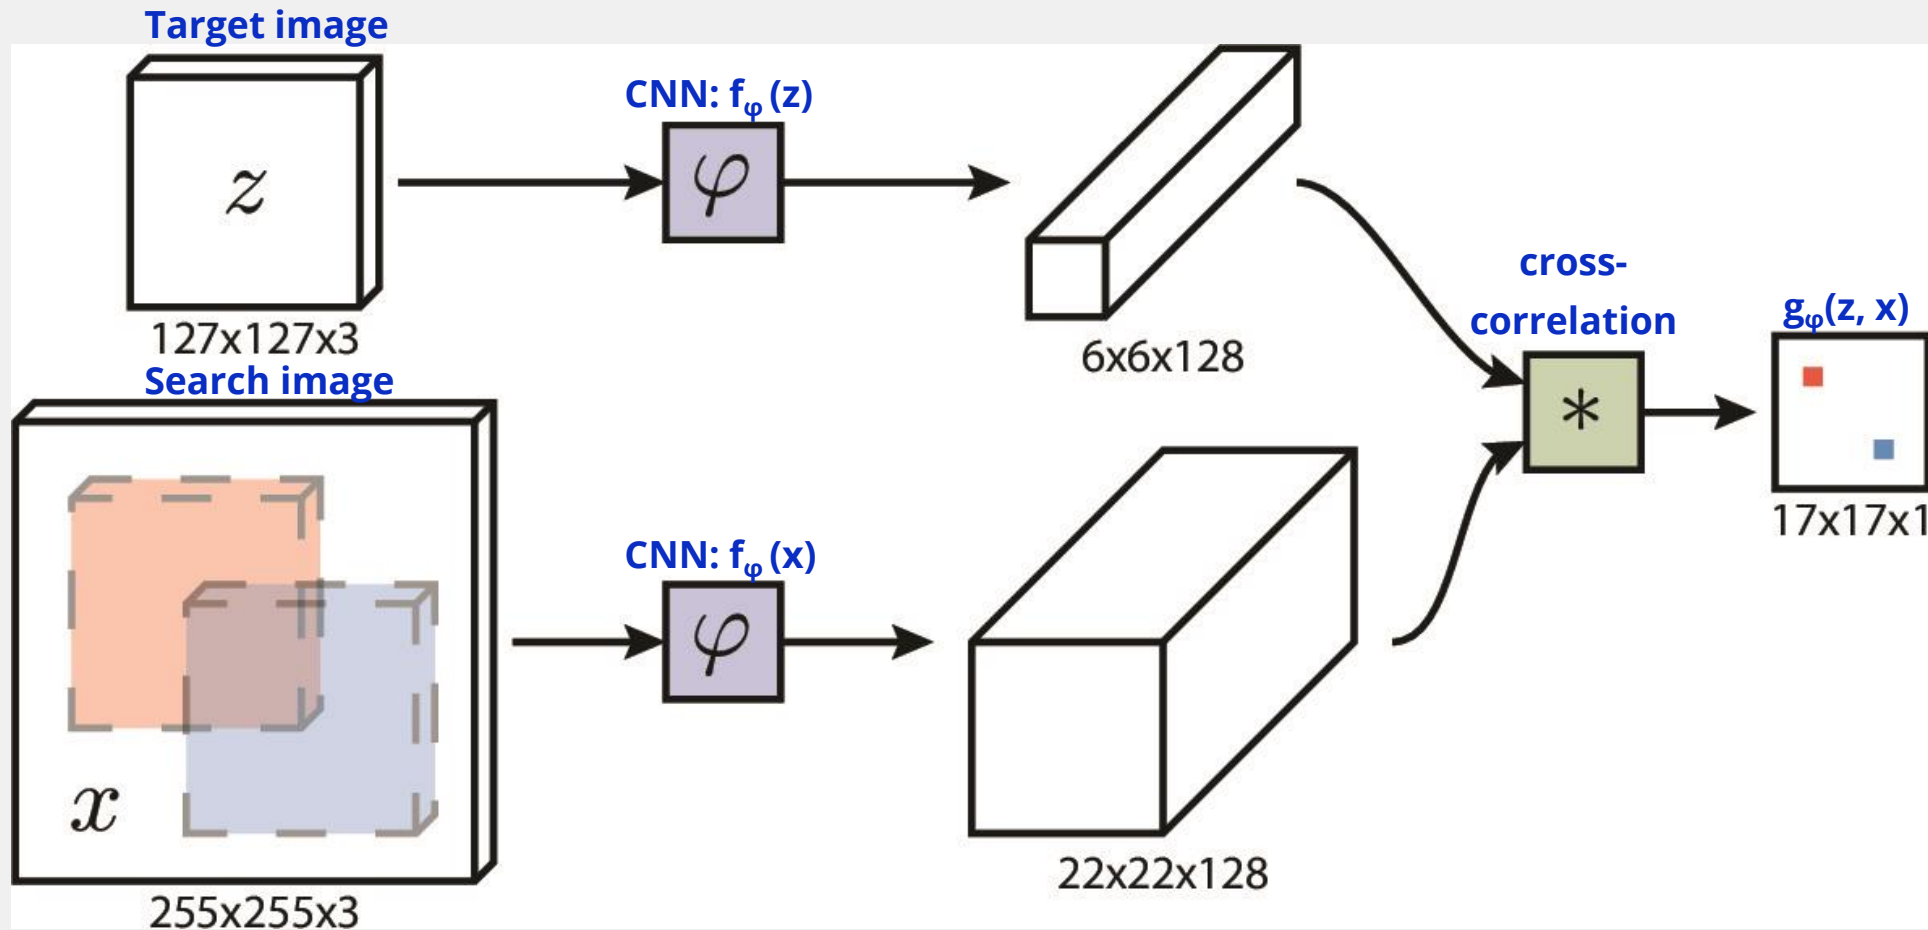 Target image
z
127x127x3
CNN: fφ (z)
φ
6x6x128
Search image
x
255x255x3
CNN: fφ (x)
φ
22x22x128
cross-
correlation
*
gφ(z, x)
17x17x1